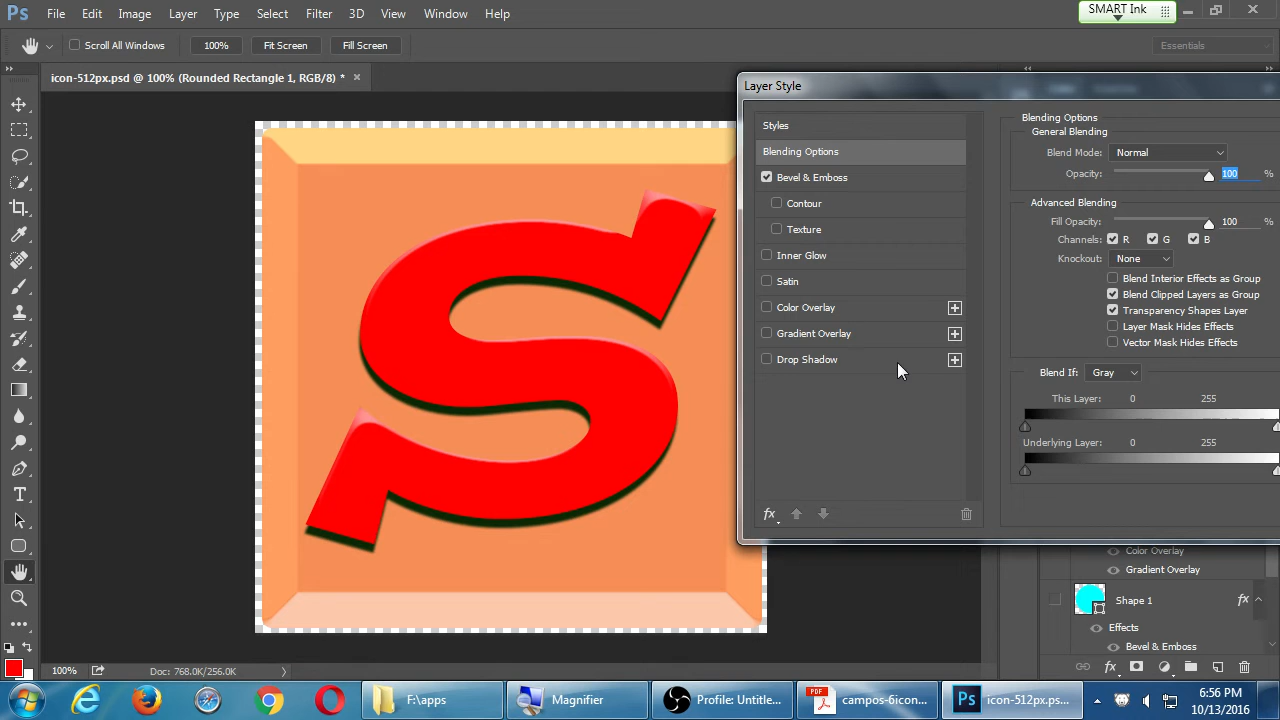 SMART Ink
Ps File Edit Image Layer Type Select Filter 3D View Window Help
Scroll All Windows 100% Fit Screen Fill Screen Essentials
icon-512px.psd @ 100% (Rounded Rectangle 1, RGB/8) * ×
Layer Style
Styles
Blending Options
Bevel & Emboss
Contour
Texture
Inner Glow
Satin
Color Overlay
Gradient Overlay
Drop Shadow
fx
Blending Options
General Blending
Blend Mode: Normal
Opacity: 100 %
Advanced Blending
Fill Opacity: 100 %
Channels: R G B
Knockout: None
Blend Interior Effects as Group
Blend Clipped Layers as Group
Transparency Shapes Layer
Layer Mask Hides Effects
Vector Mask Hides Effects
Blend If: Gray
This Layer: 0 255
Underlying Layer: 0 255
S
Color Overlay
Gradient Overlay
Shape 1 fx
Effects
Bevel & Emboss
fx
100% Doc: 768.0K/256.0K
F:\apps
Magnifier
Profile: Untitle...
PDF campos-6icon...
Ps icon-512px.ps...
6:56 PM
10/13/2016